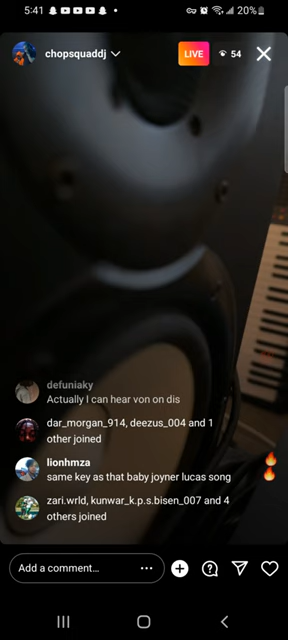 5:41
20%
chopsquaddj
LIVE
54
defuniaky
Actually I can hear von on dis
dar_morgan_914, deezus_004 and 1
other joined
lionhmza
same key as that baby joyner lucas song
zari.wrld, kunwar_k.p.s.bisen_007 and 4
others joined
Add a comment...